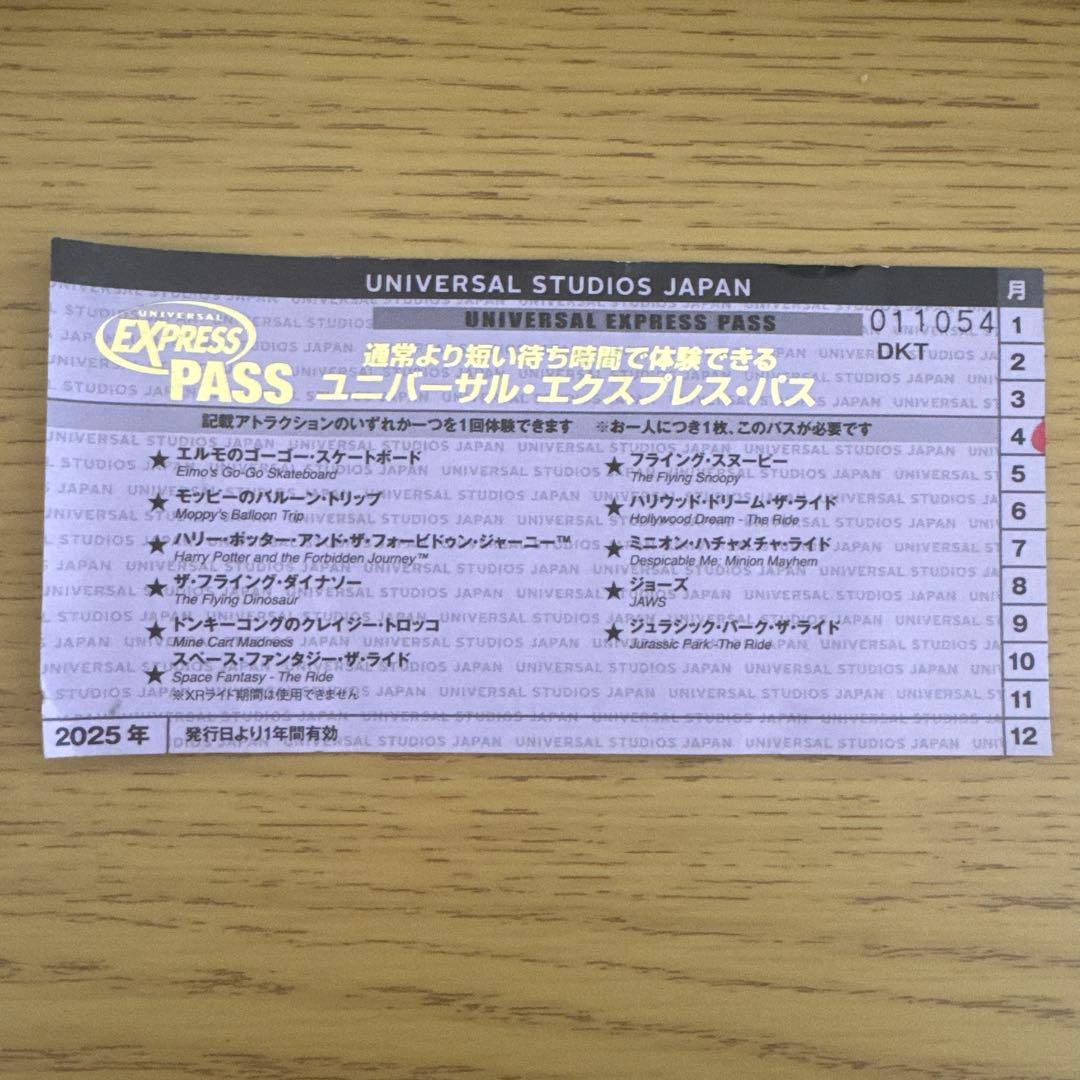 UNIVERSAL STUDIOS JAPAN
月
UNIVERSAL EXPRESS PASS
011054
DKT
UNIVERSAL
EXPRESS
PASS
通常より短い待ち時間で体験できる
ユニバーサル・エクスプレス・パス
記載アトラクションのいずれか一つを1回体験できます ※お一人につき1枚、このパスが必要です
★ エルモのゴーゴー・スケートボード
Elmo's Go-Go Skateboard
★ モッピーのバルーン・トリップ
Moppy's Balloon Trip
★ ハリー・ポッター・アンド・ザ・フォービドゥン・ジャーニー™
Harry Potter and the Forbidden Journey™
★ ザ・フライング・ダイナソー
The Flying Dinosaur
★ ドンキーコングのクレイジー・トロッコ
Mine Cart Madness
★ スペース・ファンタジー・ザ・ライド
Space Fantasy - The Ride
※XRライド期間は使用できません
★ フライング・スヌーピー
The Flying Snoopy
★ ハリウッド・ドリーム・ザ・ライド
Hollywood Dream - The Ride
★ ミニオン・ハチャメチャ・ライド
Despicable Me: Minion Mayhem
★ ジョーズ
JAWS
★ ジュラシック・パーク・ザ・ライド
Jurassic Park -The Ride
1
2
3
4
5
6
7
8
9
10
11
12
2025年 発行日より1年間有効